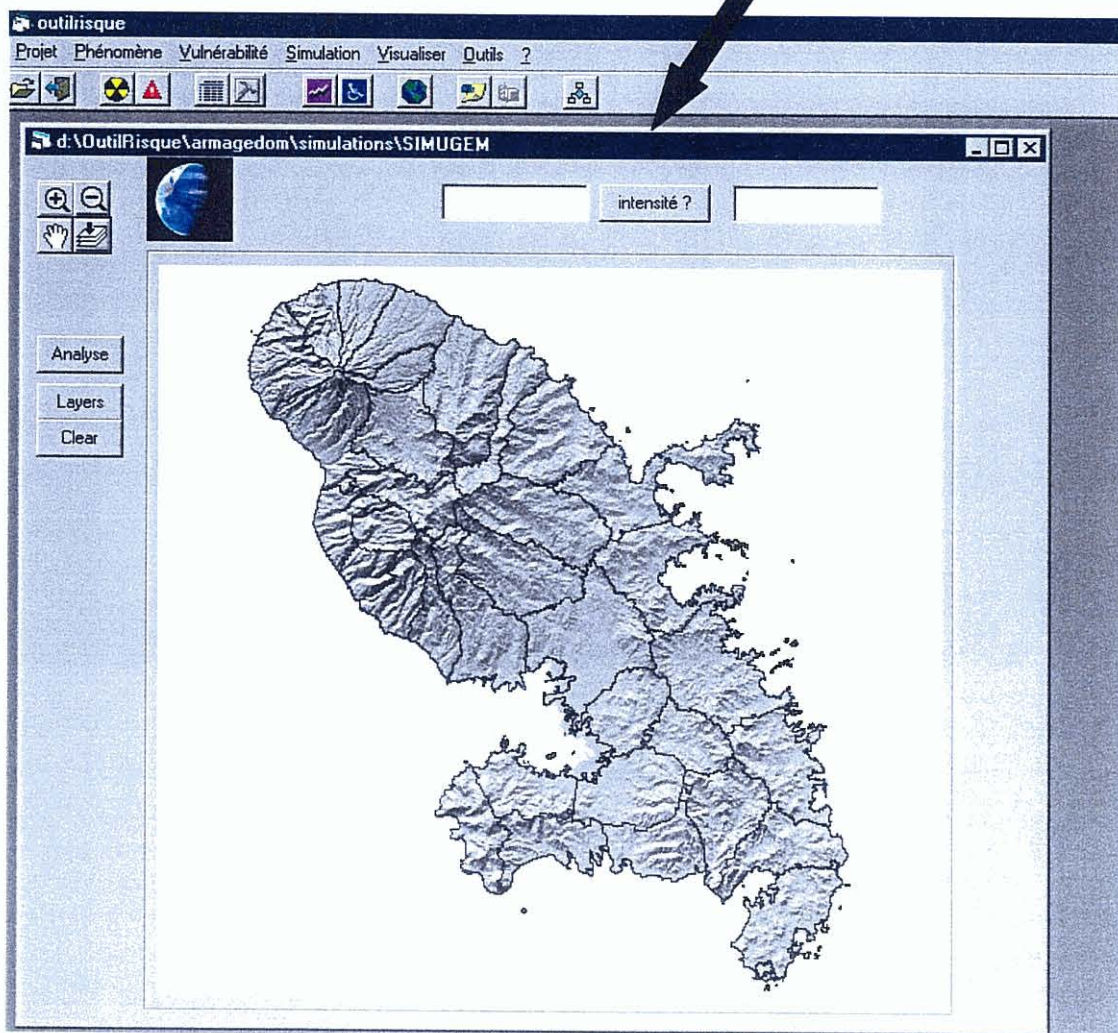 outilrisque
Projet Phénomène Vulnérabilité Simulation Visualiser Outils ?
d:\OutilRisque\armagedom\simulations\SIMUGEM
intensité ?
Analyse
Layers
Clear